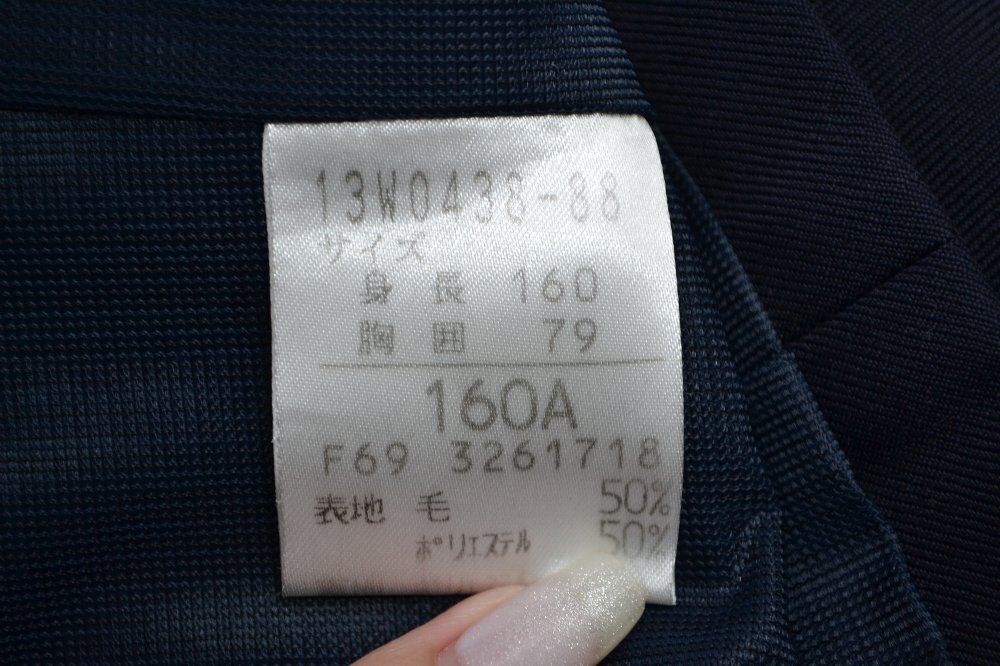 13W0438-88
サイズ
身長 160
胸囲 79
160A
F69 3261718
表地 毛 50%
ポリエステル 50%